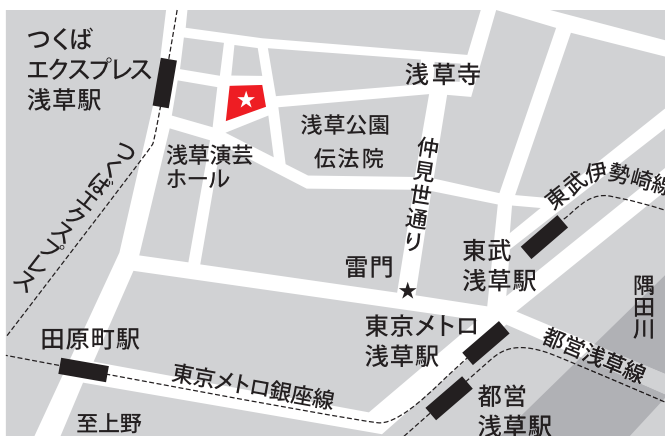 つくば
エクスプレス
浅草駅
浅草寺
浅草公園
伝法院
浅草演芸
ホール
仲見世通り
つくばエクスプレス
東武伊勢崎線
東武
浅草駅
雷門
隅田川
東京メトロ
浅草駅
都営浅草線
田原町駅
東京メトロ銀座線
都営
浅草駅
至上野